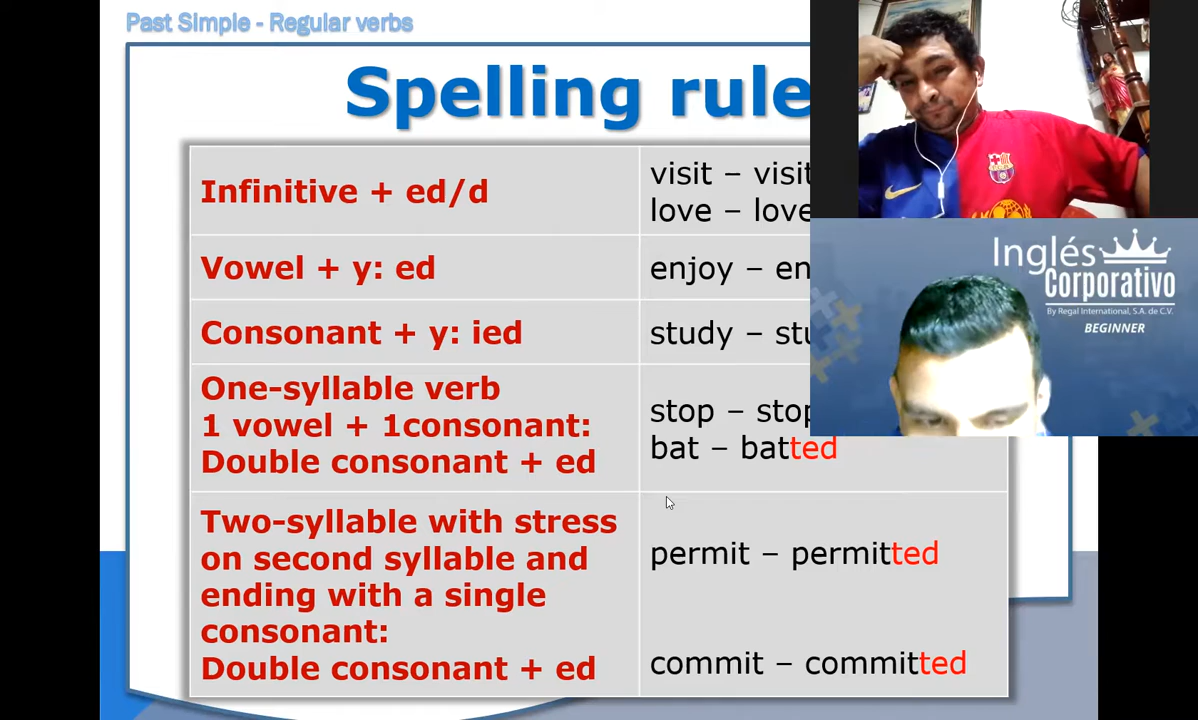 Past Simple - Regular verbs
Spelling rule
Infinitive + ed/d
visit – visit
love – love
Vowel + y: ed
enjoy – en
Consonant + y: ied
study – stu
One-syllable verb
1 vowel + 1consonant:
Double consonant + ed
stop – stop
bat – batted
Two-syllable with stress
on second syllable and
ending with a single
consonant:
Double consonant + ed
permit – permitted
commit – committed
Inglés
Corporativo
By Regal International, S.A. de C.V.
BEGINNER